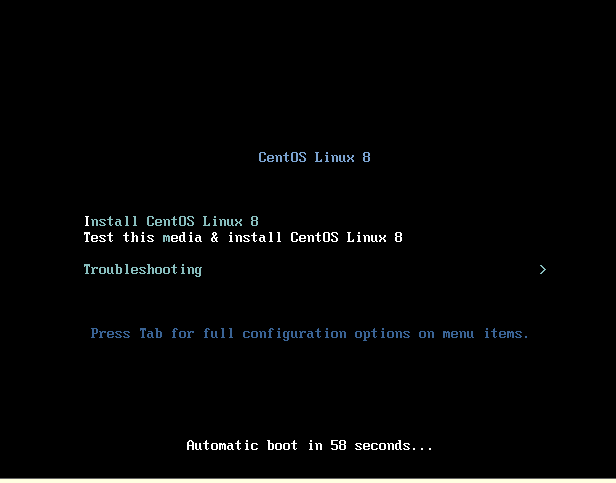 CentOS Linux 8
Install CentOS Linux 8
Test this media & install CentOS Linux 8
Troubleshooting >
Press Tab for full configuration options on menu items.
Automatic boot in 58 seconds...